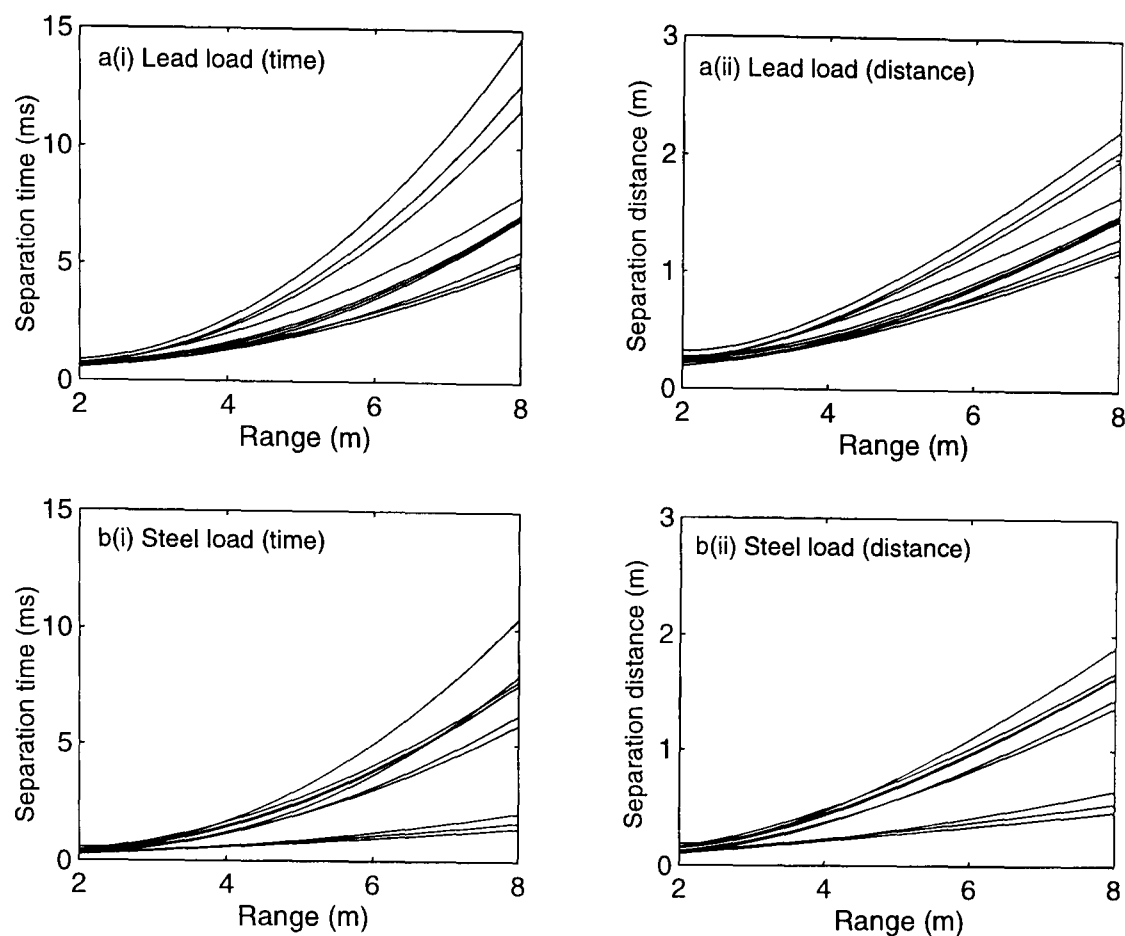 a(i) Lead load (time)
Separation time (ms)
15
10
5
0
2 4 6 8
Range (m)
a(ii) Lead load (distance)
Separation distance (m)
3
2
1
0
2 4 6 8
Range (m)
b(i) Steel load (time)
Separation time (ms)
15
10
5
0
2 4 6 8
Range (m)
b(ii) Steel load (distance)
Separation distance (m)
3
2
1
0
2 4 6 8
Range (m)